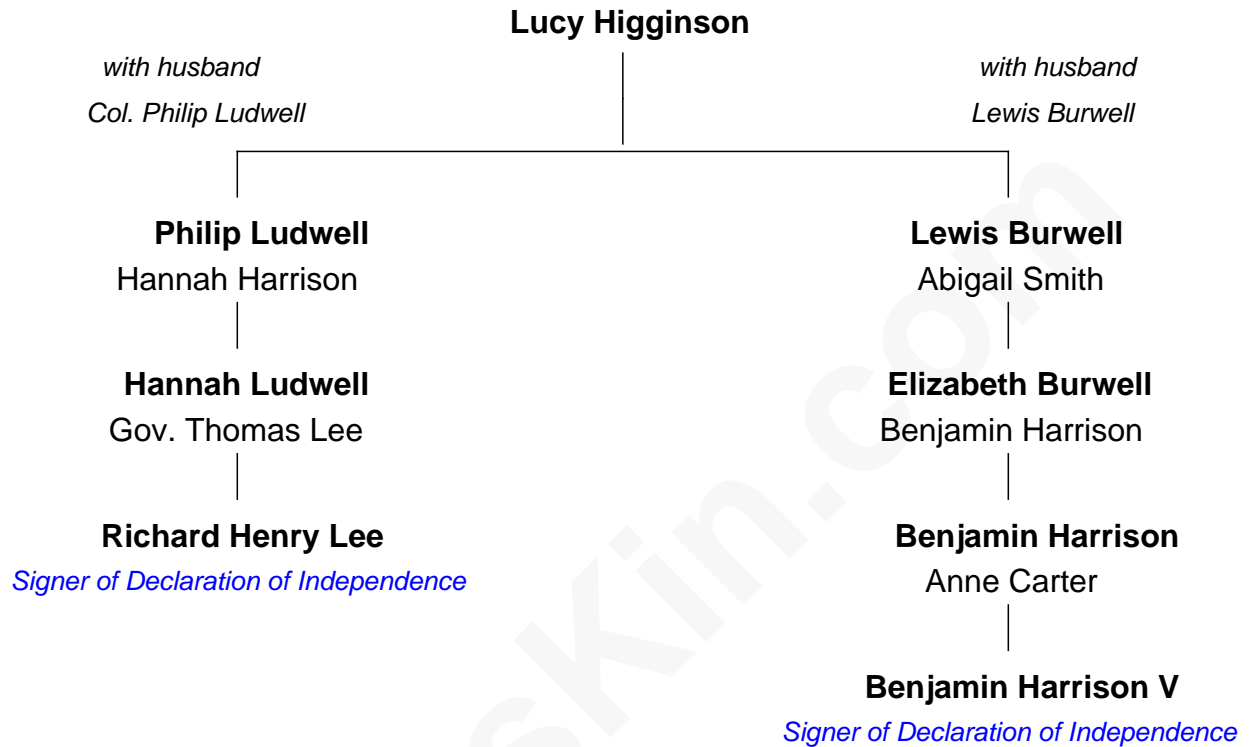 Lucy Higginson
with husband
Col. Philip Ludwell
with husband
Lewis Burwell
Philip Ludwell
Hannah Harrison
Lewis Burwell
Abigail Smith
Hannah Ludwell
Gov. Thomas Lee
Elizabeth Burwell
Benjamin Harrison
Richard Henry Lee
Signer of Declaration of Independence
Benjamin Harrison
Anne Carter
Benjamin Harrison V
Signer of Declaration of Independence
sKin.com